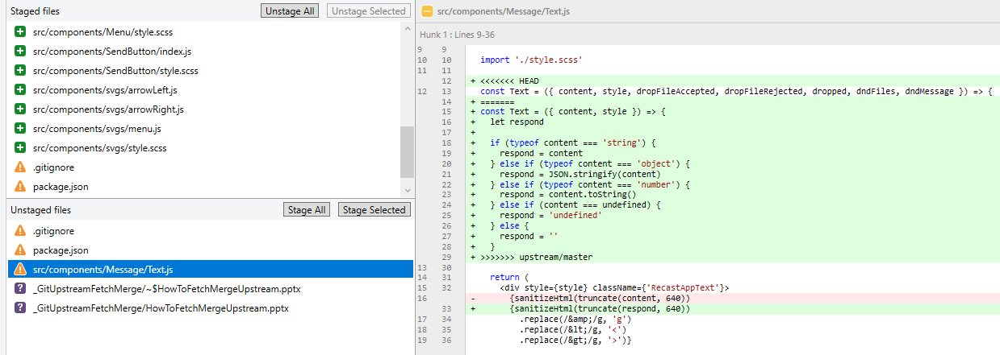 Staged files
Unstage All
Unstage Selected
src/components/Menu/style.scss
src/components/SendButton/index.js
src/components/SendButton/style.scss
src/components/svgs/arrowLeft.js
src/components/svgs/arrowRight.js
src/components/svgs/menu.js
src/components/svgs/style.scss
.gitignore
package.json
Unstaged files
Stage All
Stage Selected
.gitignore
package.json
src/components/Message/Text.js
_GitUpstreamFetchMerge/~$HowToFetchMergeUpstream.pptx
_GitUpstreamFetchMerge/HowToFetchMergeUpstream.pptx
src/components/Message/Text.js
Hunk 1 : Lines 9-36
9 9
10 10 import './style.scss'
11 11
12 + <<<<<<< HEAD
12 13 const Text = ({ content, style, dropFileAccepted, dropFileRejected, dropped, dndFiles, dndMessage }) => {
14 + =======
15 + const Text = ({ content, style }) => {
16 + let respond
17 +
18 + if (typeof content === 'string') {
19 + respond = content
20 + } else if (typeof content === 'object') {
21 + respond = JSON.stringify(content)
22 + } else if (typeof content === 'number') {
23 + respond = content.toString()
24 + } else if (content === undefined) {
25 + respond = 'undefined'
26 + } else {
27 + respond = ''
28 + }
29 + >>>>>>> upstream/master
13 30
14 31 return (
15 32 <div style={style} className={'RecastAppText'}>
16 - {sanitizeHtml(truncate(content, 640))
33 + {sanitizeHtml(truncate(respond, 640))
17 34 .replace(/&amp;/g, 'g')
18 35 .replace(/&lt;/g, '<')
19 36 .replace(/&gt;/g, '>')}